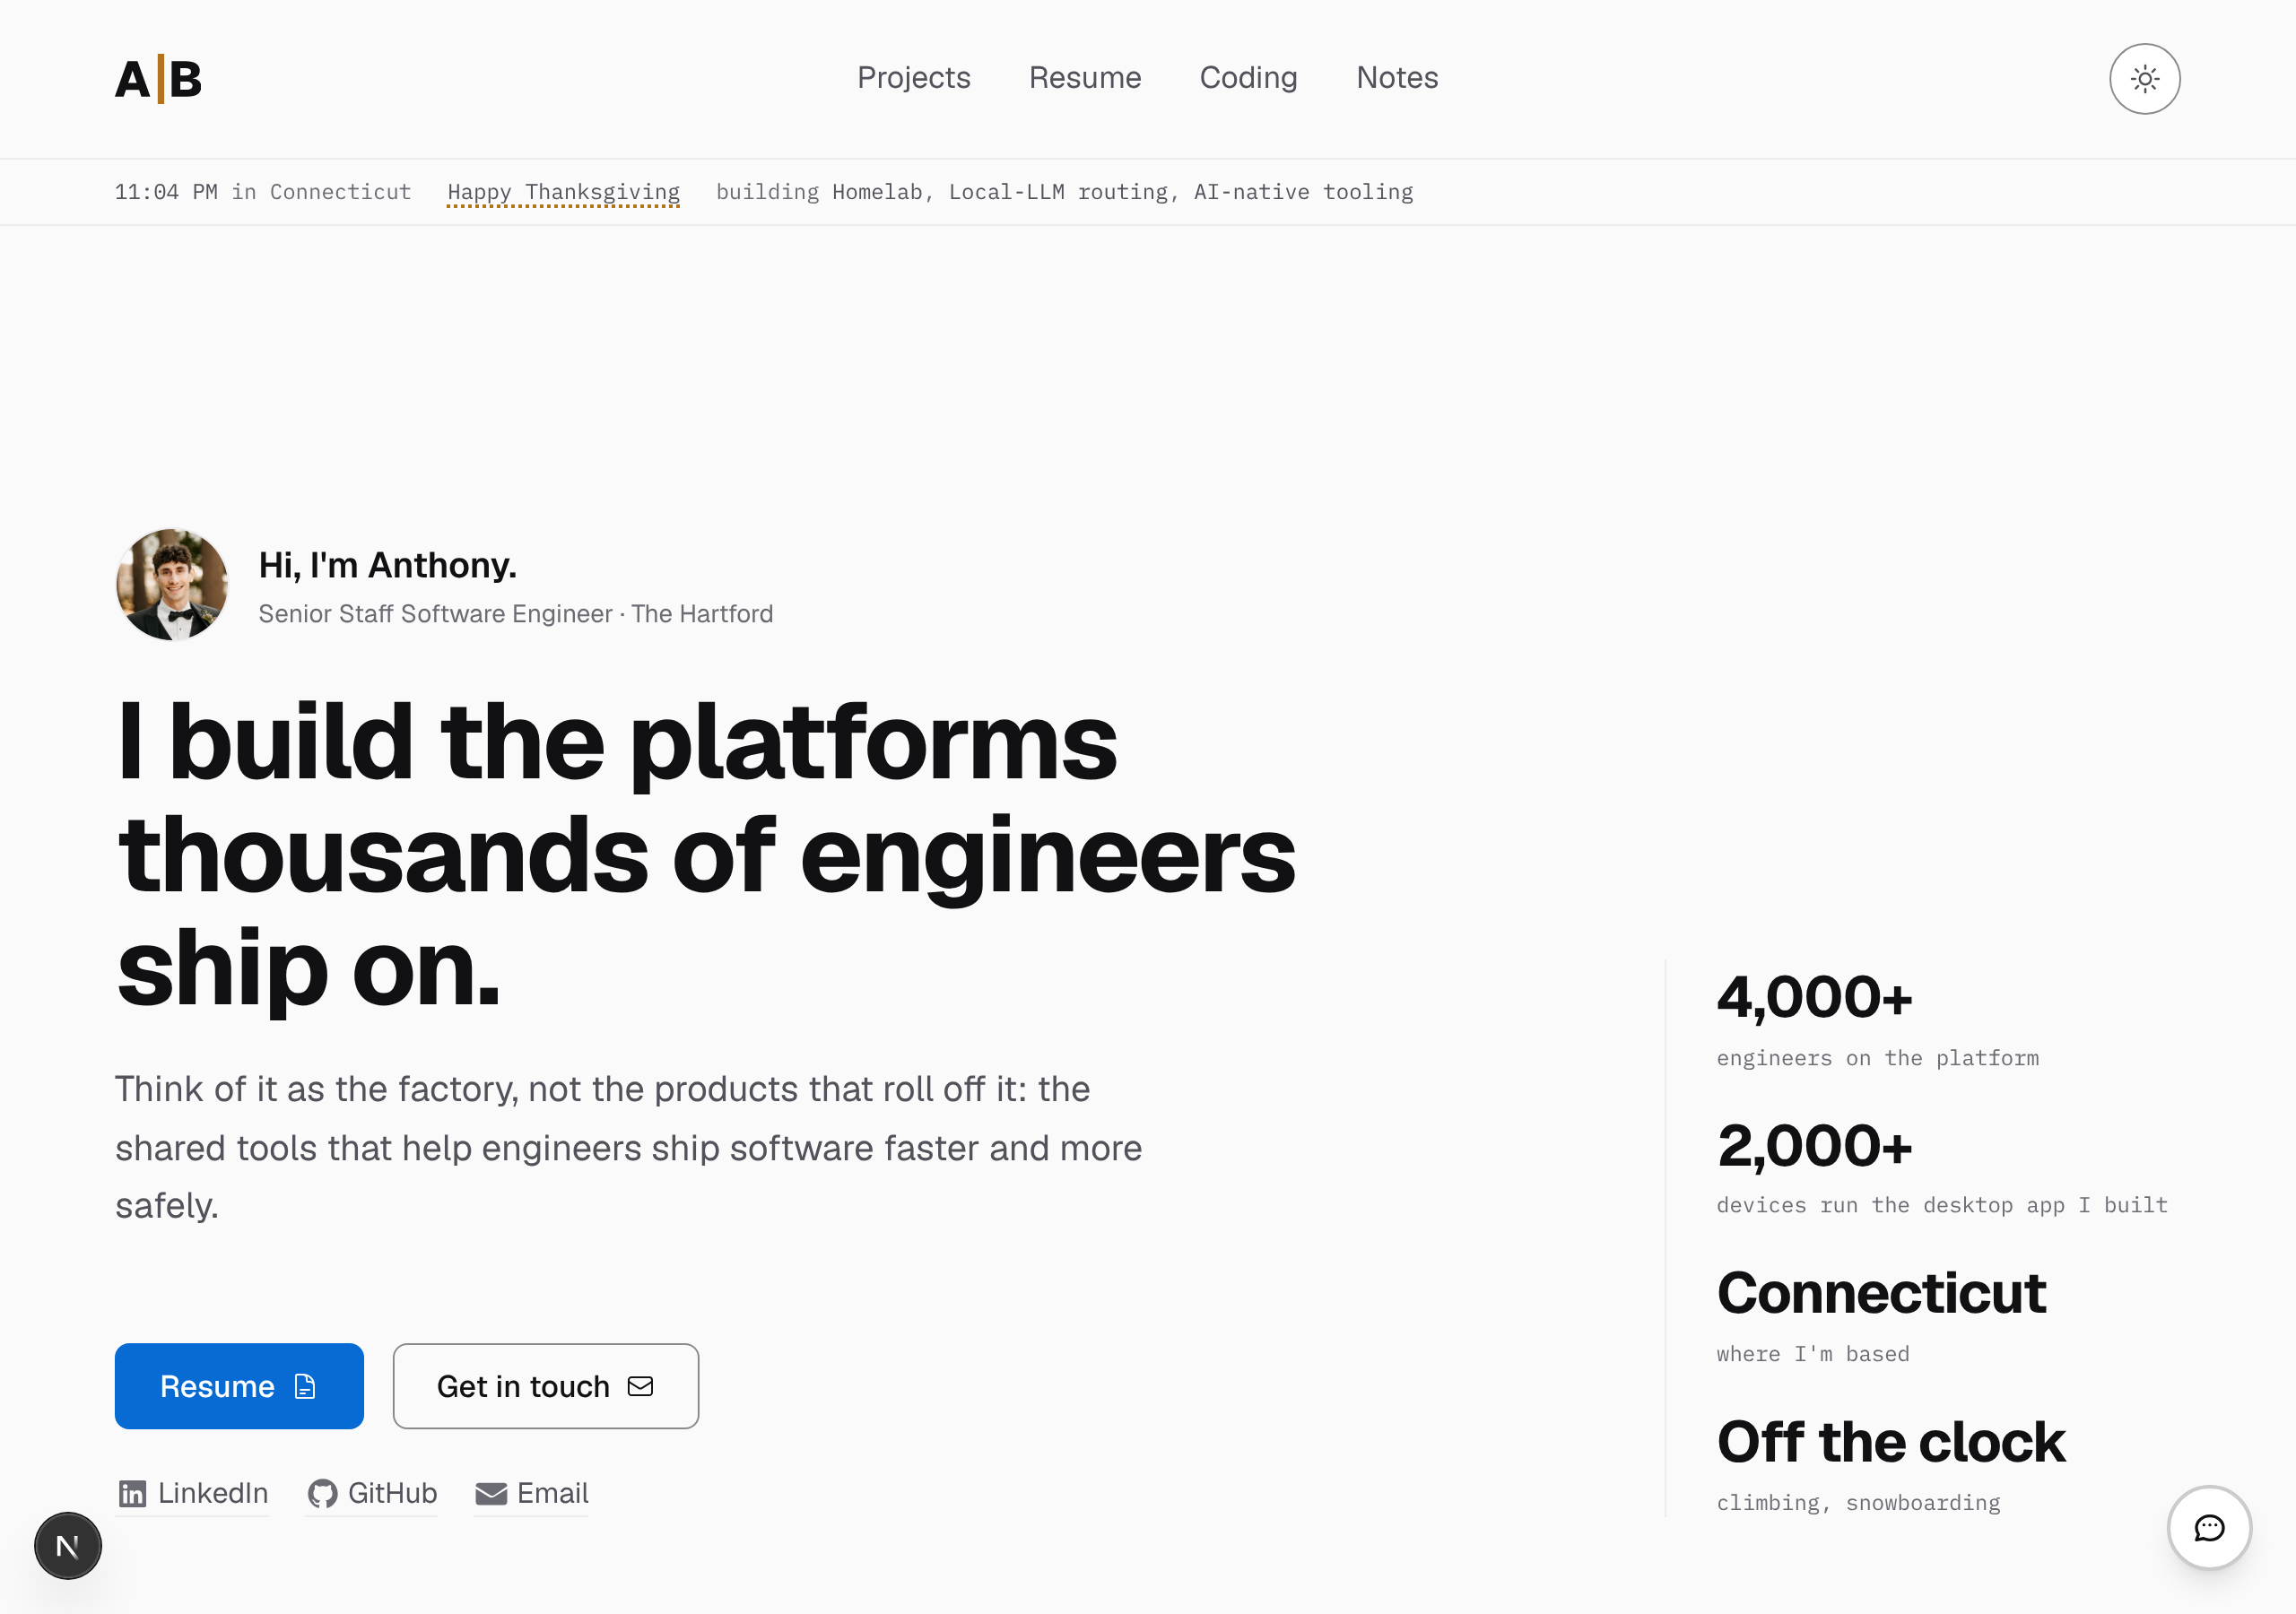 A|B
Projects Resume Coding Notes
11:04 PM in Connecticut Happy Thanksgiving building Homelab, Local-LLM routing, AI-native tooling
Hi, I'm Anthony.
Senior Staff Software Engineer · The Hartford
I build the platforms
thousands of engineers
ship on.
Think of it as the factory, not the products that roll off it: the
shared tools that help engineers ship software faster and more
safely.
Resume Get in touch
LinkedIn GitHub Email
4,000+
engineers on the platform
2,000+
devices run the desktop app I built
Connecticut
where I'm based
Off the clock
climbing, snowboarding
N